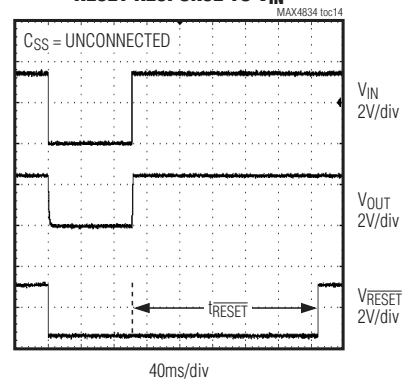 RESET RESPONSE TO VIN
MAX4834 toc14
CSS = UNCONNECTED
VIN
2V/div
VOUT
2V/div
tRESET
VRESET
2V/div
40ms/div